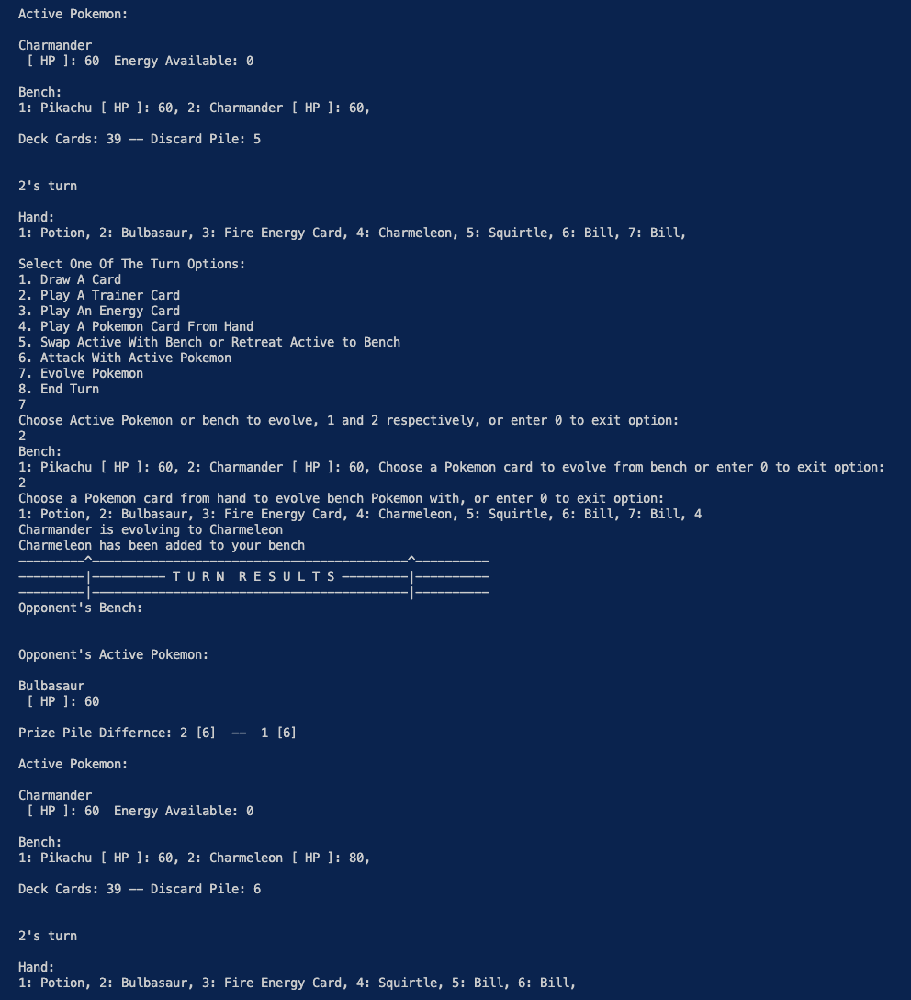 Active Pokemon:
Charmander
[ HP ]: 60  Energy Available: 0
Bench:
1: Pikachu [ HP ]: 60, 2: Charmander [ HP ]: 60,
Deck Cards: 39 -- Discard Pile: 5
2's turn
Hand:
1: Potion, 2: Bulbasaur, 3: Fire Energy Card, 4: Charmeleon, 5: Squirtle, 6: Bill, 7: Bill,
Select One Of The Turn Options:
1. Draw A Card
2. Play A Trainer Card
3. Play An Energy Card
4. Play A Pokemon Card From Hand
5. Swap Active With Bench or Retreat Active to Bench
6. Attack With Active Pokemon
7. Evolve Pokemon
8. End Turn
7
Choose Active Pokemon or bench to evolve, 1 and 2 respectively, or enter 0 to exit option:
2
Bench:
1: Pikachu [ HP ]: 60, 2: Charmander [ HP ]: 60, Choose a Pokemon card to evolve from bench or enter 0 to exit option:
2
Choose a Pokemon card from hand to evolve bench Pokemon with, or enter 0 to exit option:
1: Potion, 2: Bulbasaur, 3: Fire Energy Card, 4: Charmeleon, 5: Squirtle, 6: Bill, 7: Bill, 4
Charmander is evolving to Charmeleon
Charmeleon has been added to your bench
---------^-------------------------------------------^----------
---------|---------- T U R N  R E S U L T S ---------|----------
---------|-------------------------------------------|----------
Opponent's Bench:
Opponent's Active Pokemon:
Bulbasaur
[ HP ]: 60
Prize Pile Differnce: 2 [6]  --  1 [6]
Active Pokemon:
Charmander
[ HP ]: 60  Energy Available: 0
Bench:
1: Pikachu [ HP ]: 60, 2: Charmeleon [ HP ]: 80,
Deck Cards: 39 -- Discard Pile: 6
2's turn
Hand:
1: Potion, 2: Bulbasaur, 3: Fire Energy Card, 4: Squirtle, 5: Bill, 6: Bill,